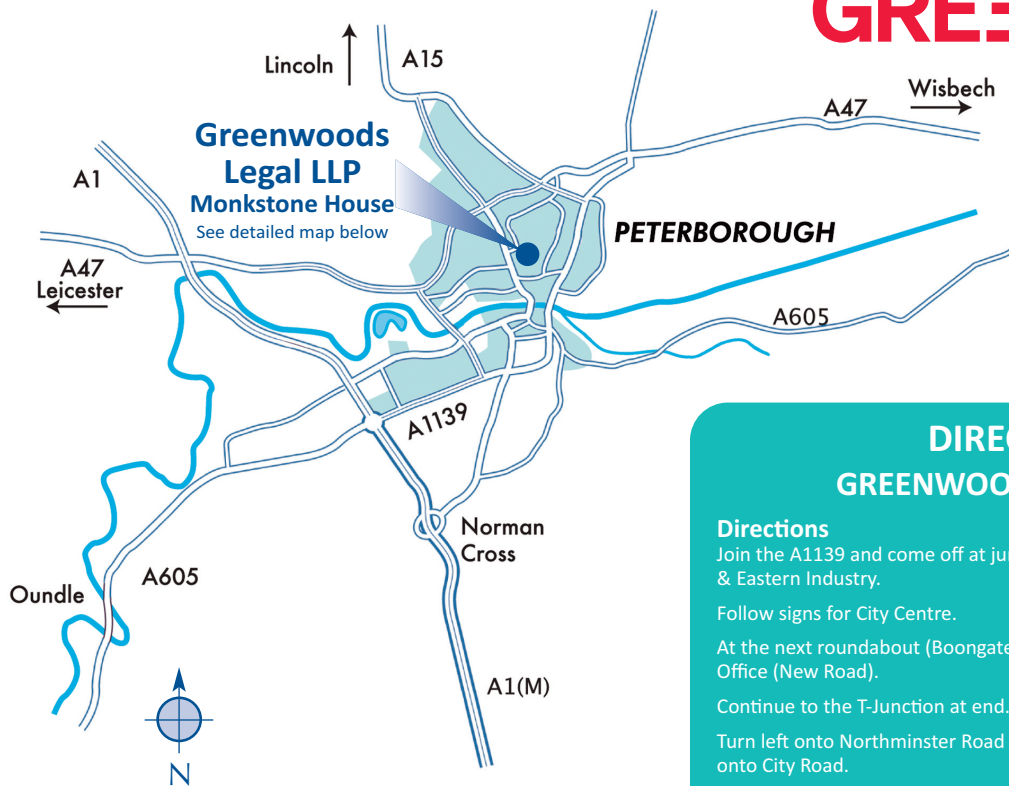 GRE
Lincoln
A15
Wisbech
A47
Greenwoods
Legal LLP
Monkstone House
See detailed map below
A1
PETERBOROUGH
A47
Leicester
A605
A1139
Norman
Cross
A605
Oundle
A1(M)
N
DIREC
GREENWOO
Directions
Join the A1139 and come off at jun
& Eastern Industry.
Follow signs for City Centre.
At the next roundabout (Boongate
Office (New Road).
Continue to the T-Junction at end.
Turn left onto Northminster Road
onto City Road.